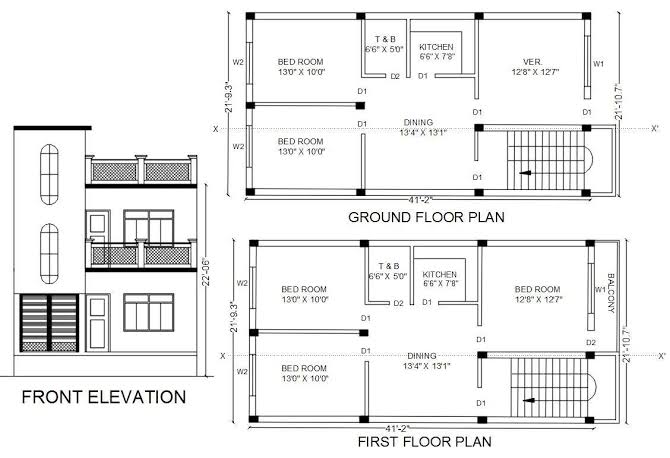 T & B
6'6" X 5'0"
KITCHEN
6'6" X 7'8"
BED ROOM
13'0" X 10'0"
VER.
12'8" X 12'7"
W2
W1
D2
D1
D1
D1
21'-9.3"
21'-10.7"
DINING
13'4" X 13'1"
X
X'
BED ROOM
13'0" X 10'0"
W2
D1
D1
41'-2"
GROUND FLOOR PLAN
T & B
6'6" X 5'0"
KITCHEN
6'6" X 7'8"
BED ROOM
13'0" X 10'0"
BED ROOM
12'8" X 12'7"
BALCONY
W2
W1
D2
D1
D1
D1
D2
21'-9.3"
21'-10.7"
DINING
13'4" X 13'1"
X
X'
BED ROOM
13'0" X 10'0"
W2
D1
D1
41'-2"
FIRST FLOOR PLAN
22'-06"
FRONT ELEVATION